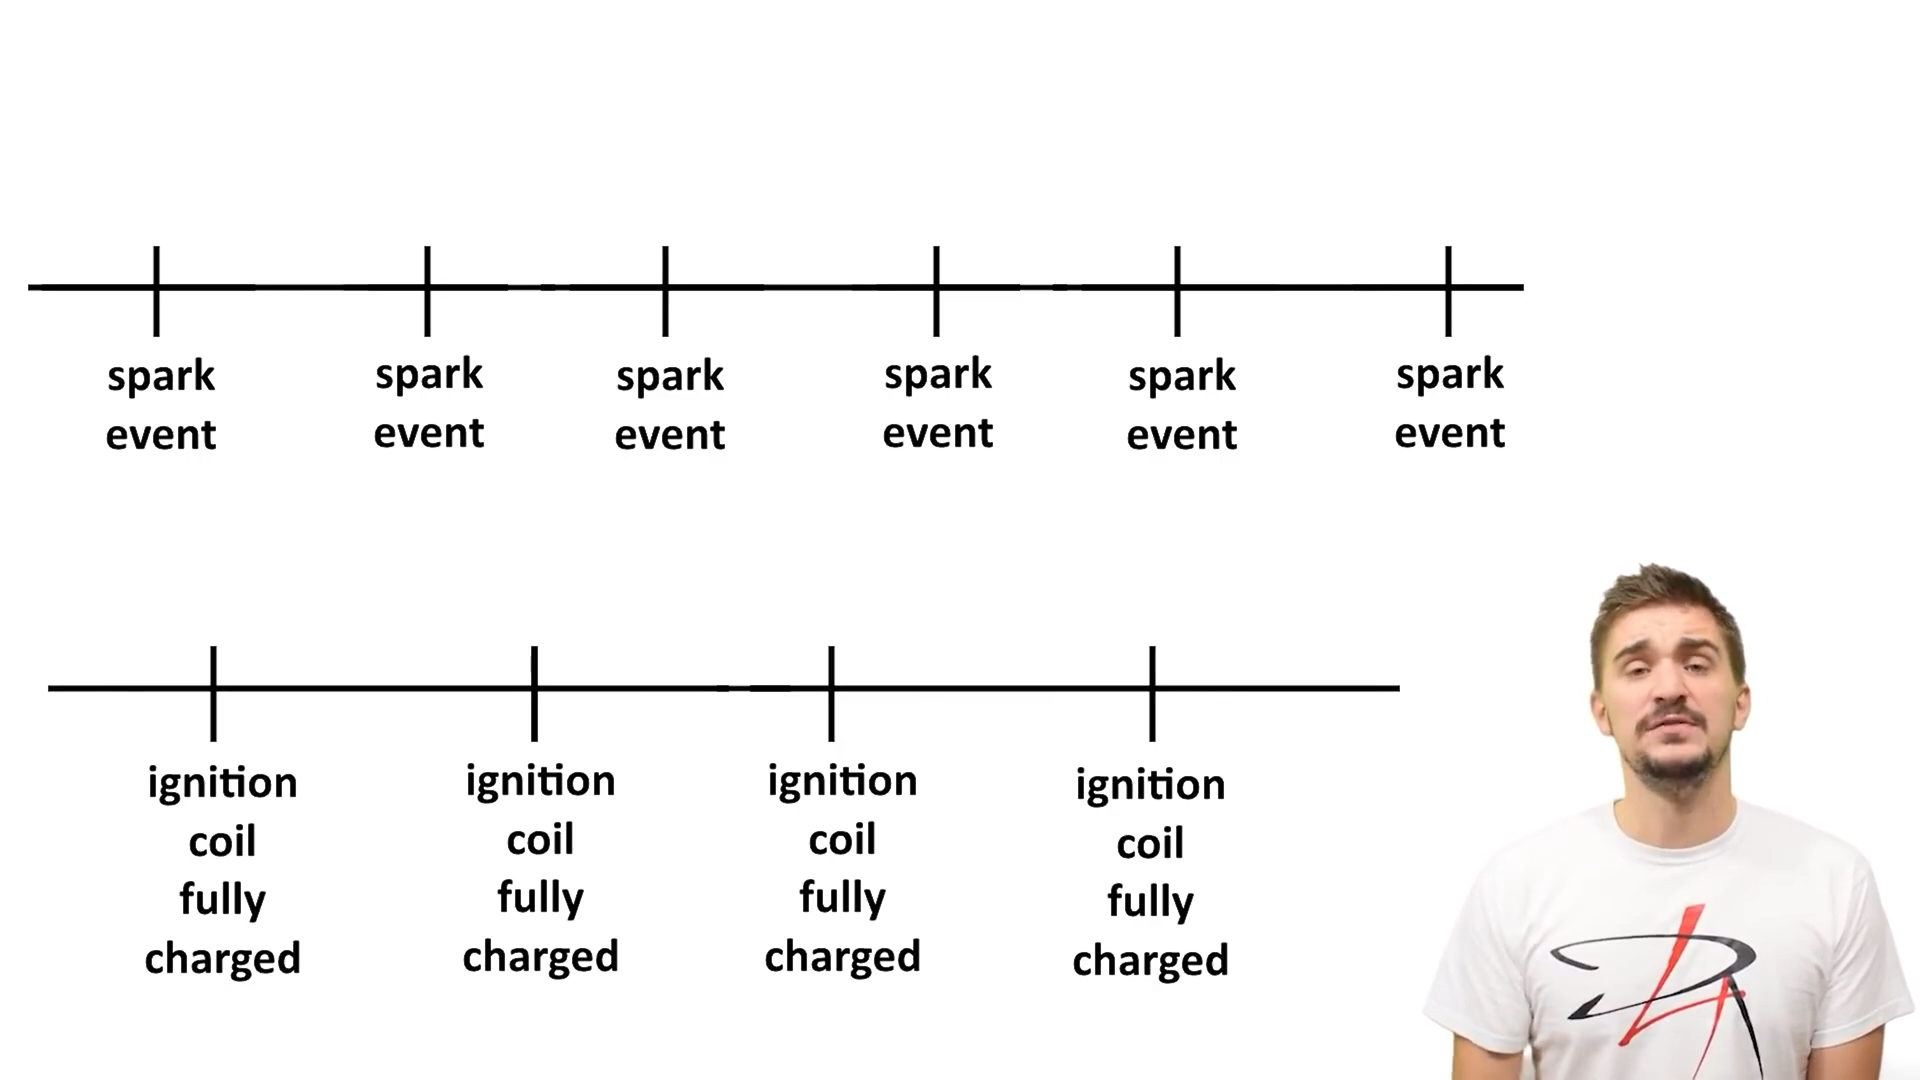 spark
event
spark
event
spark
event
spark
event
spark
event
spark
event
ignition
coil
fully
charged
ignition
coil
fully
charged
ignition
coil
fully
charged
ignition
coil
fully
charged